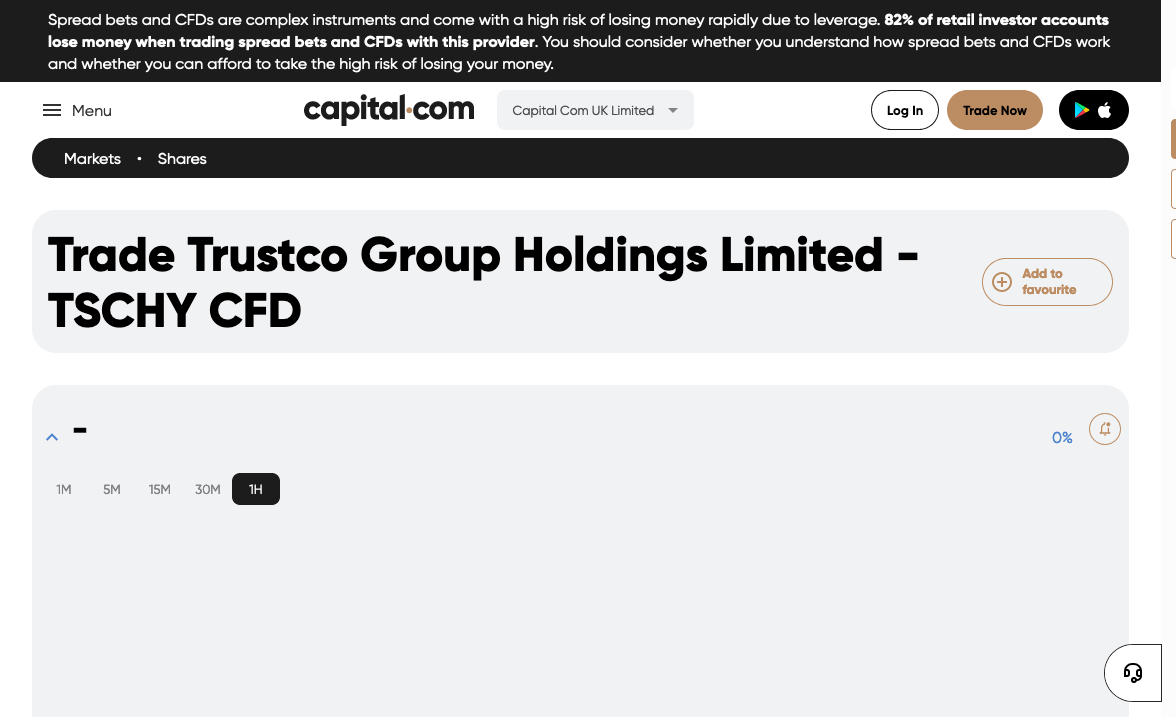 Spread bets and CFDs are complex instruments and come with a high risk of losing money rapidly due to leverage. 82% of retail investor accounts
lose money when trading spread bets and CFDs with this provider. You should consider whether you understand how spread bets and CFDs work
and whether you can afford to take the high risk of losing your money.
Menu
capital.com
Capital Com UK Limited
Log In
Trade Now
Markets • Shares
Trade Trustco Group Holdings Limited -
TSCHY CFD
Add to
favourite
-
0%
1M 5M 15M 30M 1H